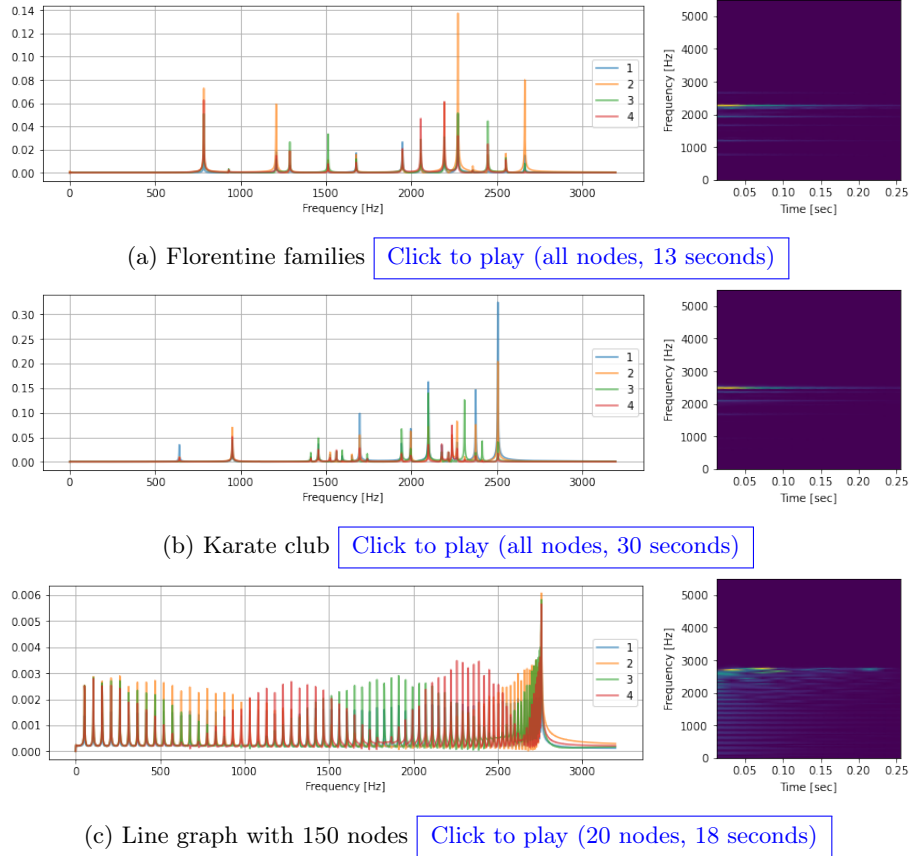 0.14
0.12
0.10
0.08
0.06
0.04
0.02
0.00
0 500 1000 1500 2000 2500 3000
Frequency [Hz]
1
2
3
4
Frequency [Hz]
5000
4000
3000
2000
1000
0
0.05 0.10 0.15 0.20 0.25
Time [sec]
(a) Florentine families Click to play (all nodes, 13 seconds)
0.30
0.25
0.20
0.15
0.10
0.05
0.00
0 500 1000 1500 2000 2500 3000
Frequency [Hz]
1
2
3
4
Frequency [Hz]
5000
4000
3000
2000
1000
0
0.05 0.10 0.15 0.20 0.25
Time [sec]
(b) Karate club Click to play (all nodes, 30 seconds)
0.006
0.005
0.004
0.003
0.002
0.001
0.000
0 500 1000 1500 2000 2500 3000
Frequency [Hz]
1
2
3
4
Frequency [Hz]
5000
4000
3000
2000
1000
0
0.05 0.10 0.15 0.20 0.25
Time [sec]
(c) Line graph with 150 nodes Click to play (20 nodes, 18 seconds)